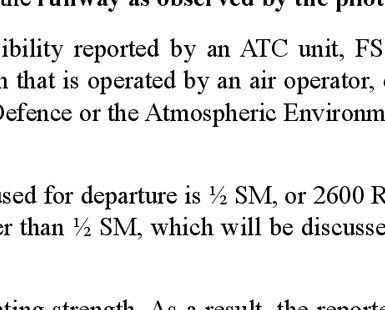 runway as observed by the pilot
ibility reported by an ATC unit, FS
that is operated by an air operator,
Defence or the Atmospheric Environm
used for departure is ½ SM, or 2600 R
er than ½ SM, which will be discusse
ating strength. As a result, the reporte